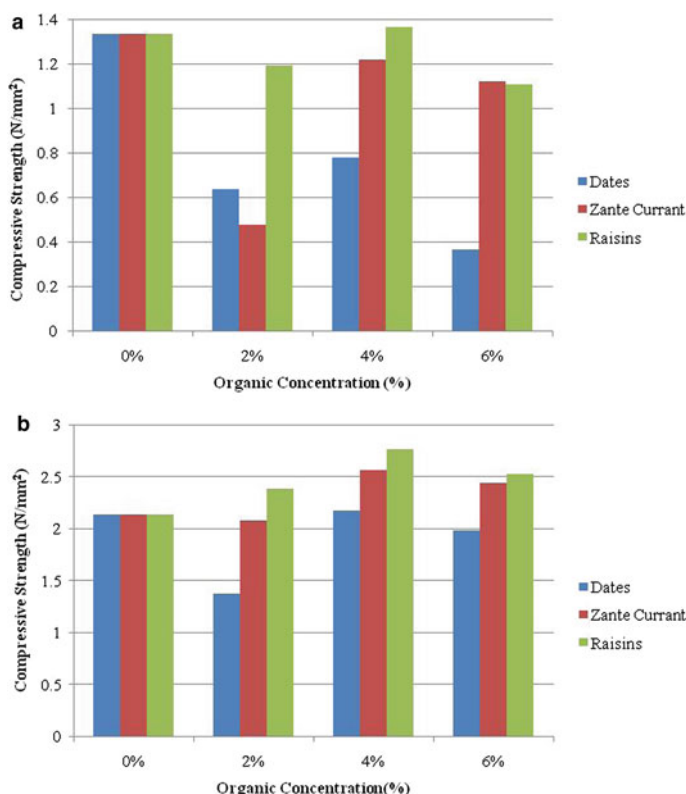 a
Compressive Strength (N/mm²)
1.4
1.2
1
0.8
0.6
0.4
0.2
0
0%
2%
4%
6%
Organic Concentration (%)
Dates
Zante Currant
Raisins
b
Compressive Strength (N/mm²)
3
2.5
2
1.5
1
0.5
0
0%
2%
4%
6%
Organic Concentration(%)
Dates
Zante Currant
Raisins